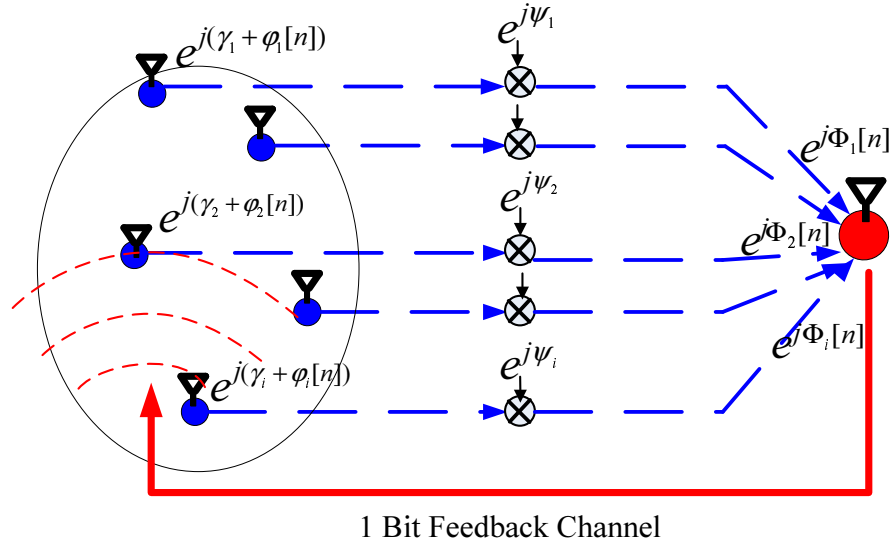 e^{jψ_1}
e^{j(γ_1 + φ_1[n])}
e^{jΦ_1[n]}
e^{jψ_2}
e^{j(γ_2 + φ_2[n])}
e^{jΦ_2[n]}
e^{jΦ_i[n]}
e^{jψ_i}
e^{j(γ_i + φ_i[n])}
1 Bit Feedback Channel